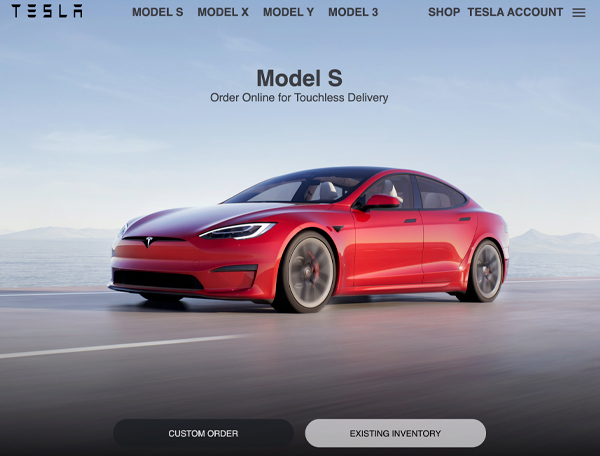 TESLA MODEL S MODEL X MODEL Y MODEL 3 SHOP TESLA ACCOUNT
Model S
Order Online for Touchless Delivery
CUSTOM ORDER EXISTING INVENTORY